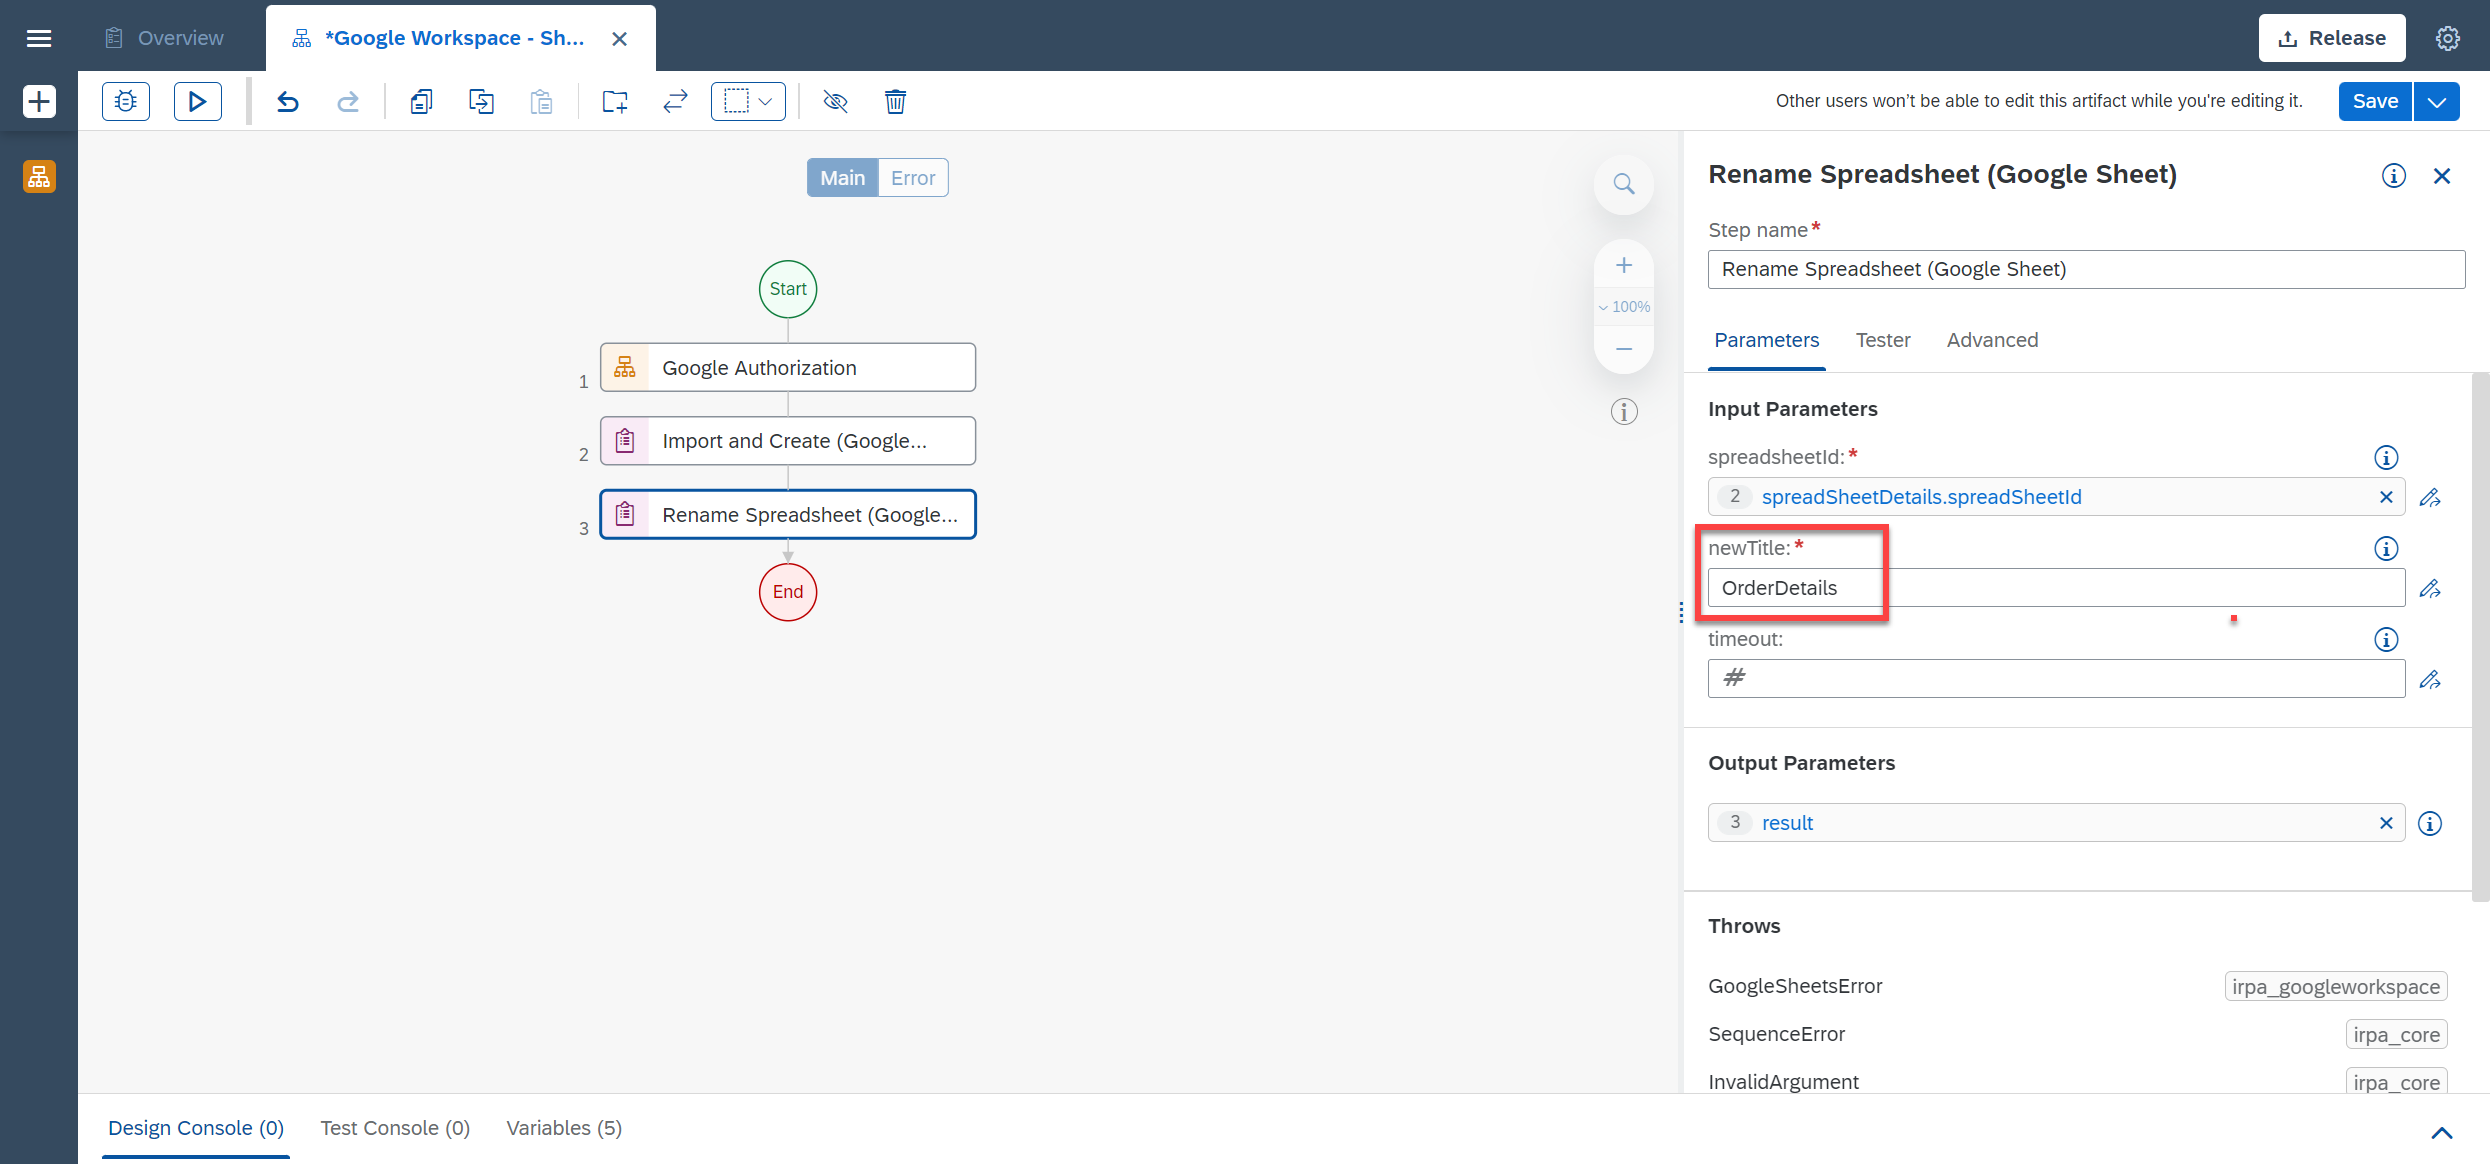 Overview
*Google Workspace - Sh...
Release
Other users won't be able to edit this artifact while you're editing it.
Save
Main
Error
Start
1
Google Authorization
2
Import and Create (Google...
3
Rename Spreadsheet (Google...
End
100%
Rename Spreadsheet (Google Sheet)
Step name*
Rename Spreadsheet (Google Sheet)
Parameters
Tester
Advanced
Input Parameters
spreadsheetId:*
2 spreadSheetDetails.spreadSheetId
newTitle:*
OrderDetails
timeout:
#
Output Parameters
3 result
Throws
GoogleSheetsError
irpa_googleworkspace
SequenceError
irpa_core
InvalidArgument
irpa_core
Design Console (0)
Test Console (0)
Variables (5)